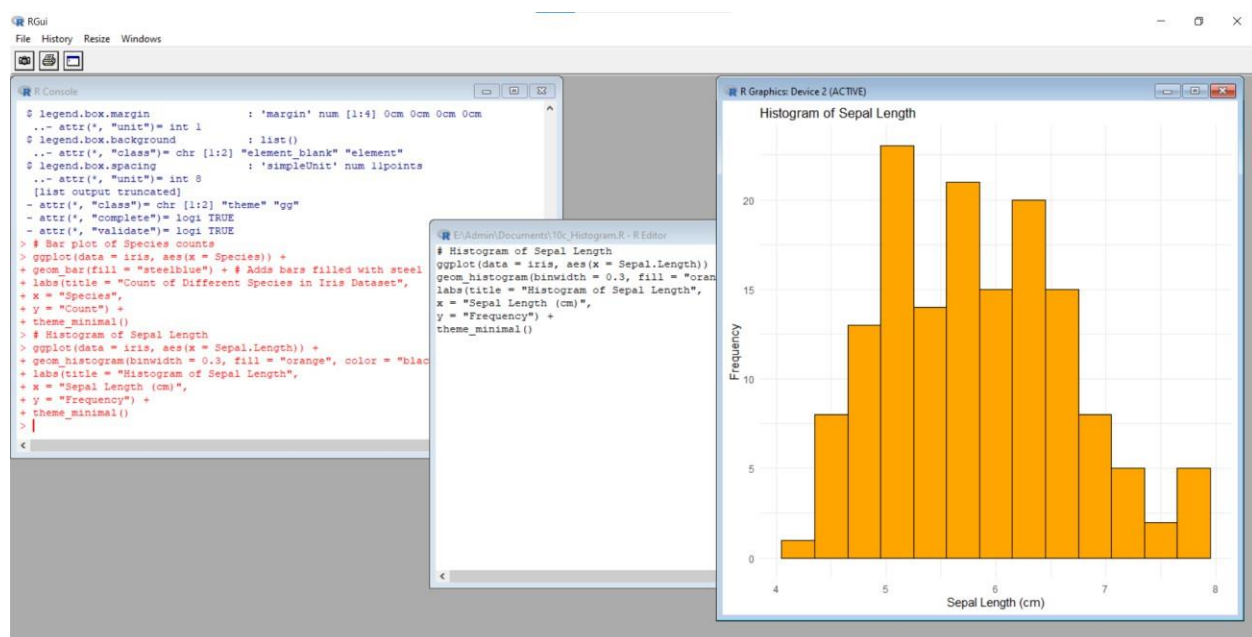 RGui
File History Resize Windows
R Console
$ legend.box.margin : 'margin' num [1:4] 0cm 0cm 0cm 0cm
..- attr(*, "unit")= int 1
$ legend.box.background : list()
..- attr(*, "class")= chr [1:2] "element_blank" "element"
$ legend.box.spacing : 'simpleUnit' num 11points
..- attr(*, "unit")= int 8
[list output truncated]
- attr(*, "class")= chr [1:2] "theme" "gg"
- attr(*, "complete")= logi TRUE
- attr(*, "validate")= logi TRUE
> # Bar plot of Species counts
> ggplot(data = iris, aes(x = Species)) +
+ geom_bar(fill = "steelblue") + # Adds bars filled with steel
+ labs(title = "Count of Different Species in Iris Dataset",
+ x = "Species",
+ y = "Count") +
+ theme_minimal()
> # Histogram of Sepal Length
> ggplot(data = iris, aes(x = Sepal.Length)) +
+ geom_histogram(binwidth = 0.3, fill = "orange", color = "blac
+ labs(title = "Histogram of Sepal Length",
+ x = "Sepal Length (cm)",
+ y = "Frequency") +
+ theme_minimal()
>
E:\Admin\Documents\10c_Histogram.R - R Editor
# Histogram of Sepal Length
ggplot(data = iris, aes(x = Sepal.Length))
geom_histogram(binwidth = 0.3, fill = "oran
labs(title = "Histogram of Sepal Length",
x = "Sepal Length (cm)",
y = "Frequency") +
theme_minimal()
R Graphics: Device 2 (ACTIVE)
Histogram of Sepal Length
Frequency
20
15
10
5
0
4 5 6 7 8
Sepal Length (cm)